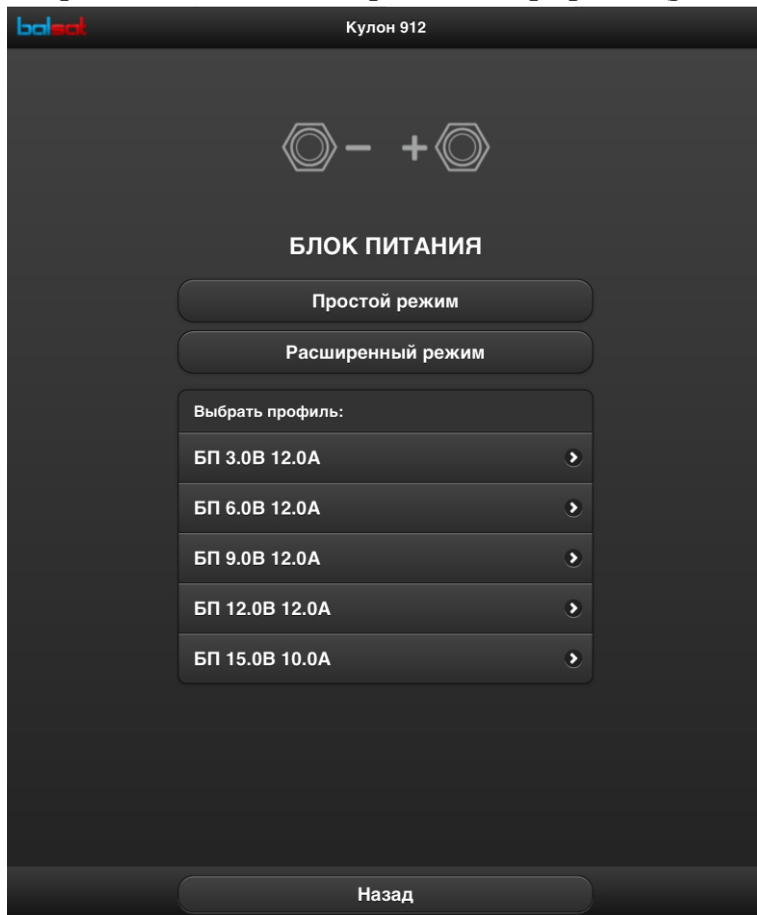 balsat
Кулон 912
- +
БЛОК ПИТАНИЯ
Простой режим
Расширенный режим
Выбрать профиль:
БП 3.0В 12.0А
БП 6.0В 12.0А
БП 9.0В 12.0А
БП 12.0В 12.0А
БП 15.0В 10.0А
Назад